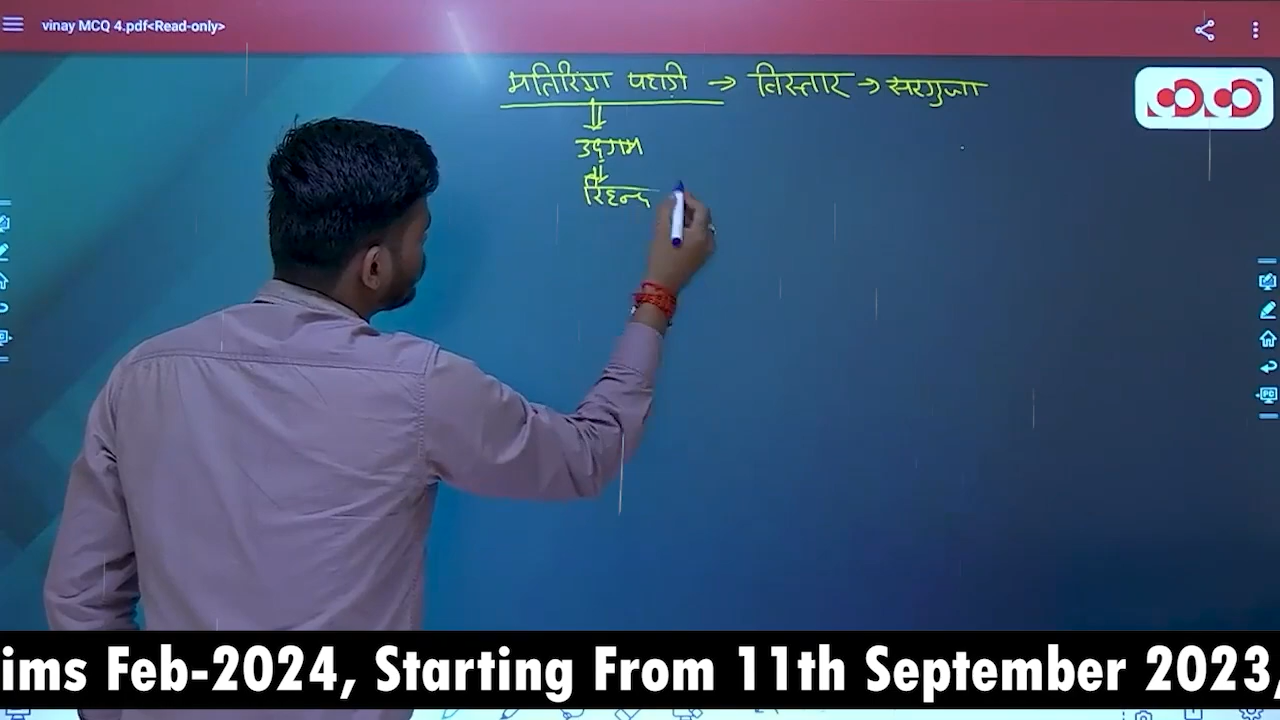 vinay MCQ 4.pdf<Read-only>
मतिरिंगा पहाड़ी → विस्तार → सरगुजा
उद्गम
रिहन्द
ims Feb-2024, Starting From 11th September 2023,